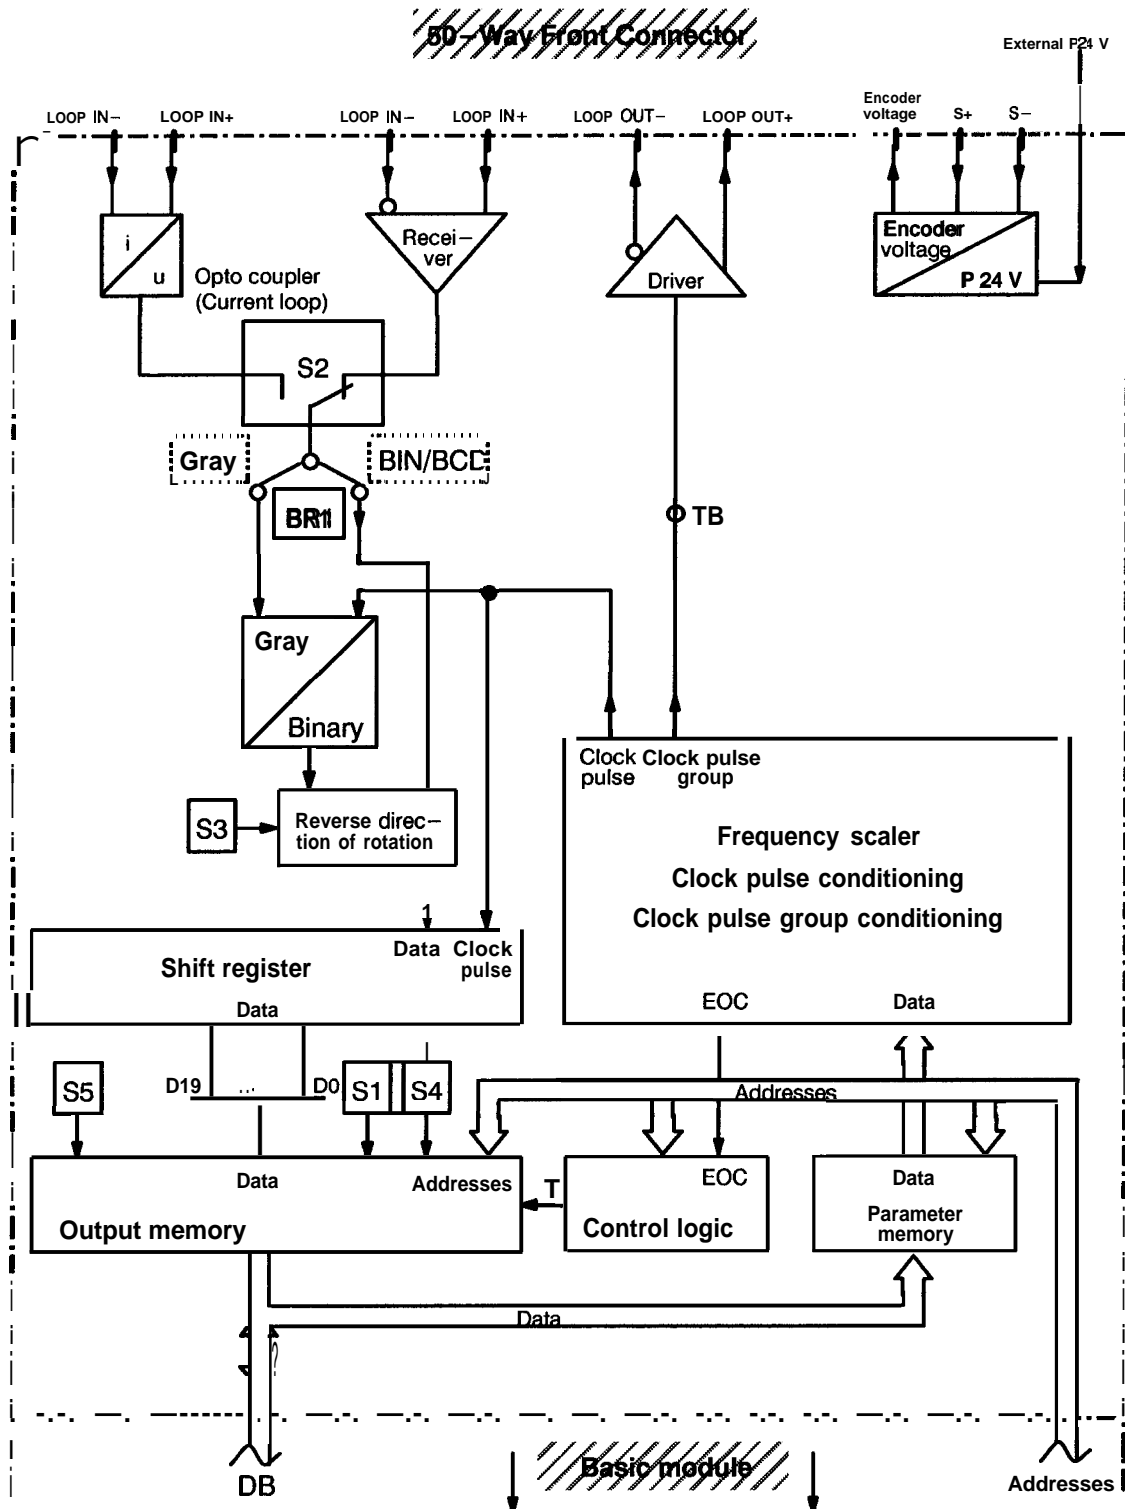 50-Way Front Connector
External P24 V
LOOP IN-
LOOP IN+
LOOP IN-
LOOP IN+
LOOP OUT-
LOOP OUT+
Encoder
voltage
S+
S-
i
u
Opto coupler
(Current loop)
Recei-
ver
Driver
Encoder
voltage
P 24 V
S2
Gray
BIN/BCD
BR1
TB
Gray
Binary
Clock
pulse
Clock pulse
group
S3
Reverse direc-
tion of rotation
Frequency scaler
Clock pulse conditioning
Clock pulse group conditioning
1
Data
Clock
pulse
Shift register
Data
EOC
Data
S5
D19
...
D0
S1
S4
Addresses
Data
Addresses
T
EOC
Data
Output memory
Control logic
Parameter
memory
Data
?
Basic module
DB
Addresses